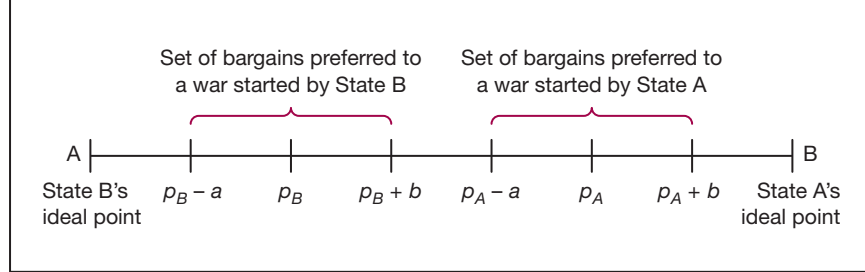 Set of bargains preferred to
a war started by State B
Set of bargains preferred to
a war started by State A
A
B
State B's
ideal point
p_B – a
p_B
p_B + b
p_A – a
p_A
p_A + b
State A's
ideal point